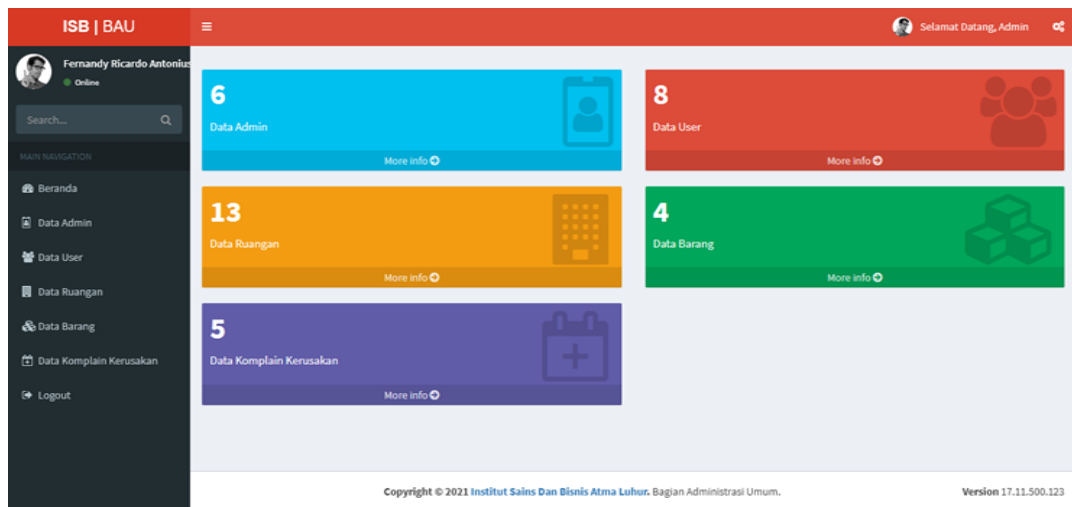 ISB | BAU
Selamat Datang, Admin
Fernandy Ricardo Antonius
Online
Search...
MAIN NAVIGATION
Beranda
Data Admin
Data User
Data Ruangan
Data Barang
Data Komplain Kerusakan
Logout
6
Data Admin
More info
8
Data User
More info
13
Data Ruangan
More info
4
Data Barang
More info
5
Data Komplain Kerusakan
More info
Copyright © 2021 Institut Sains Dan Bisnis Atma Luhur. Bagian Administrasi Umum.
Version 17.11.500.123